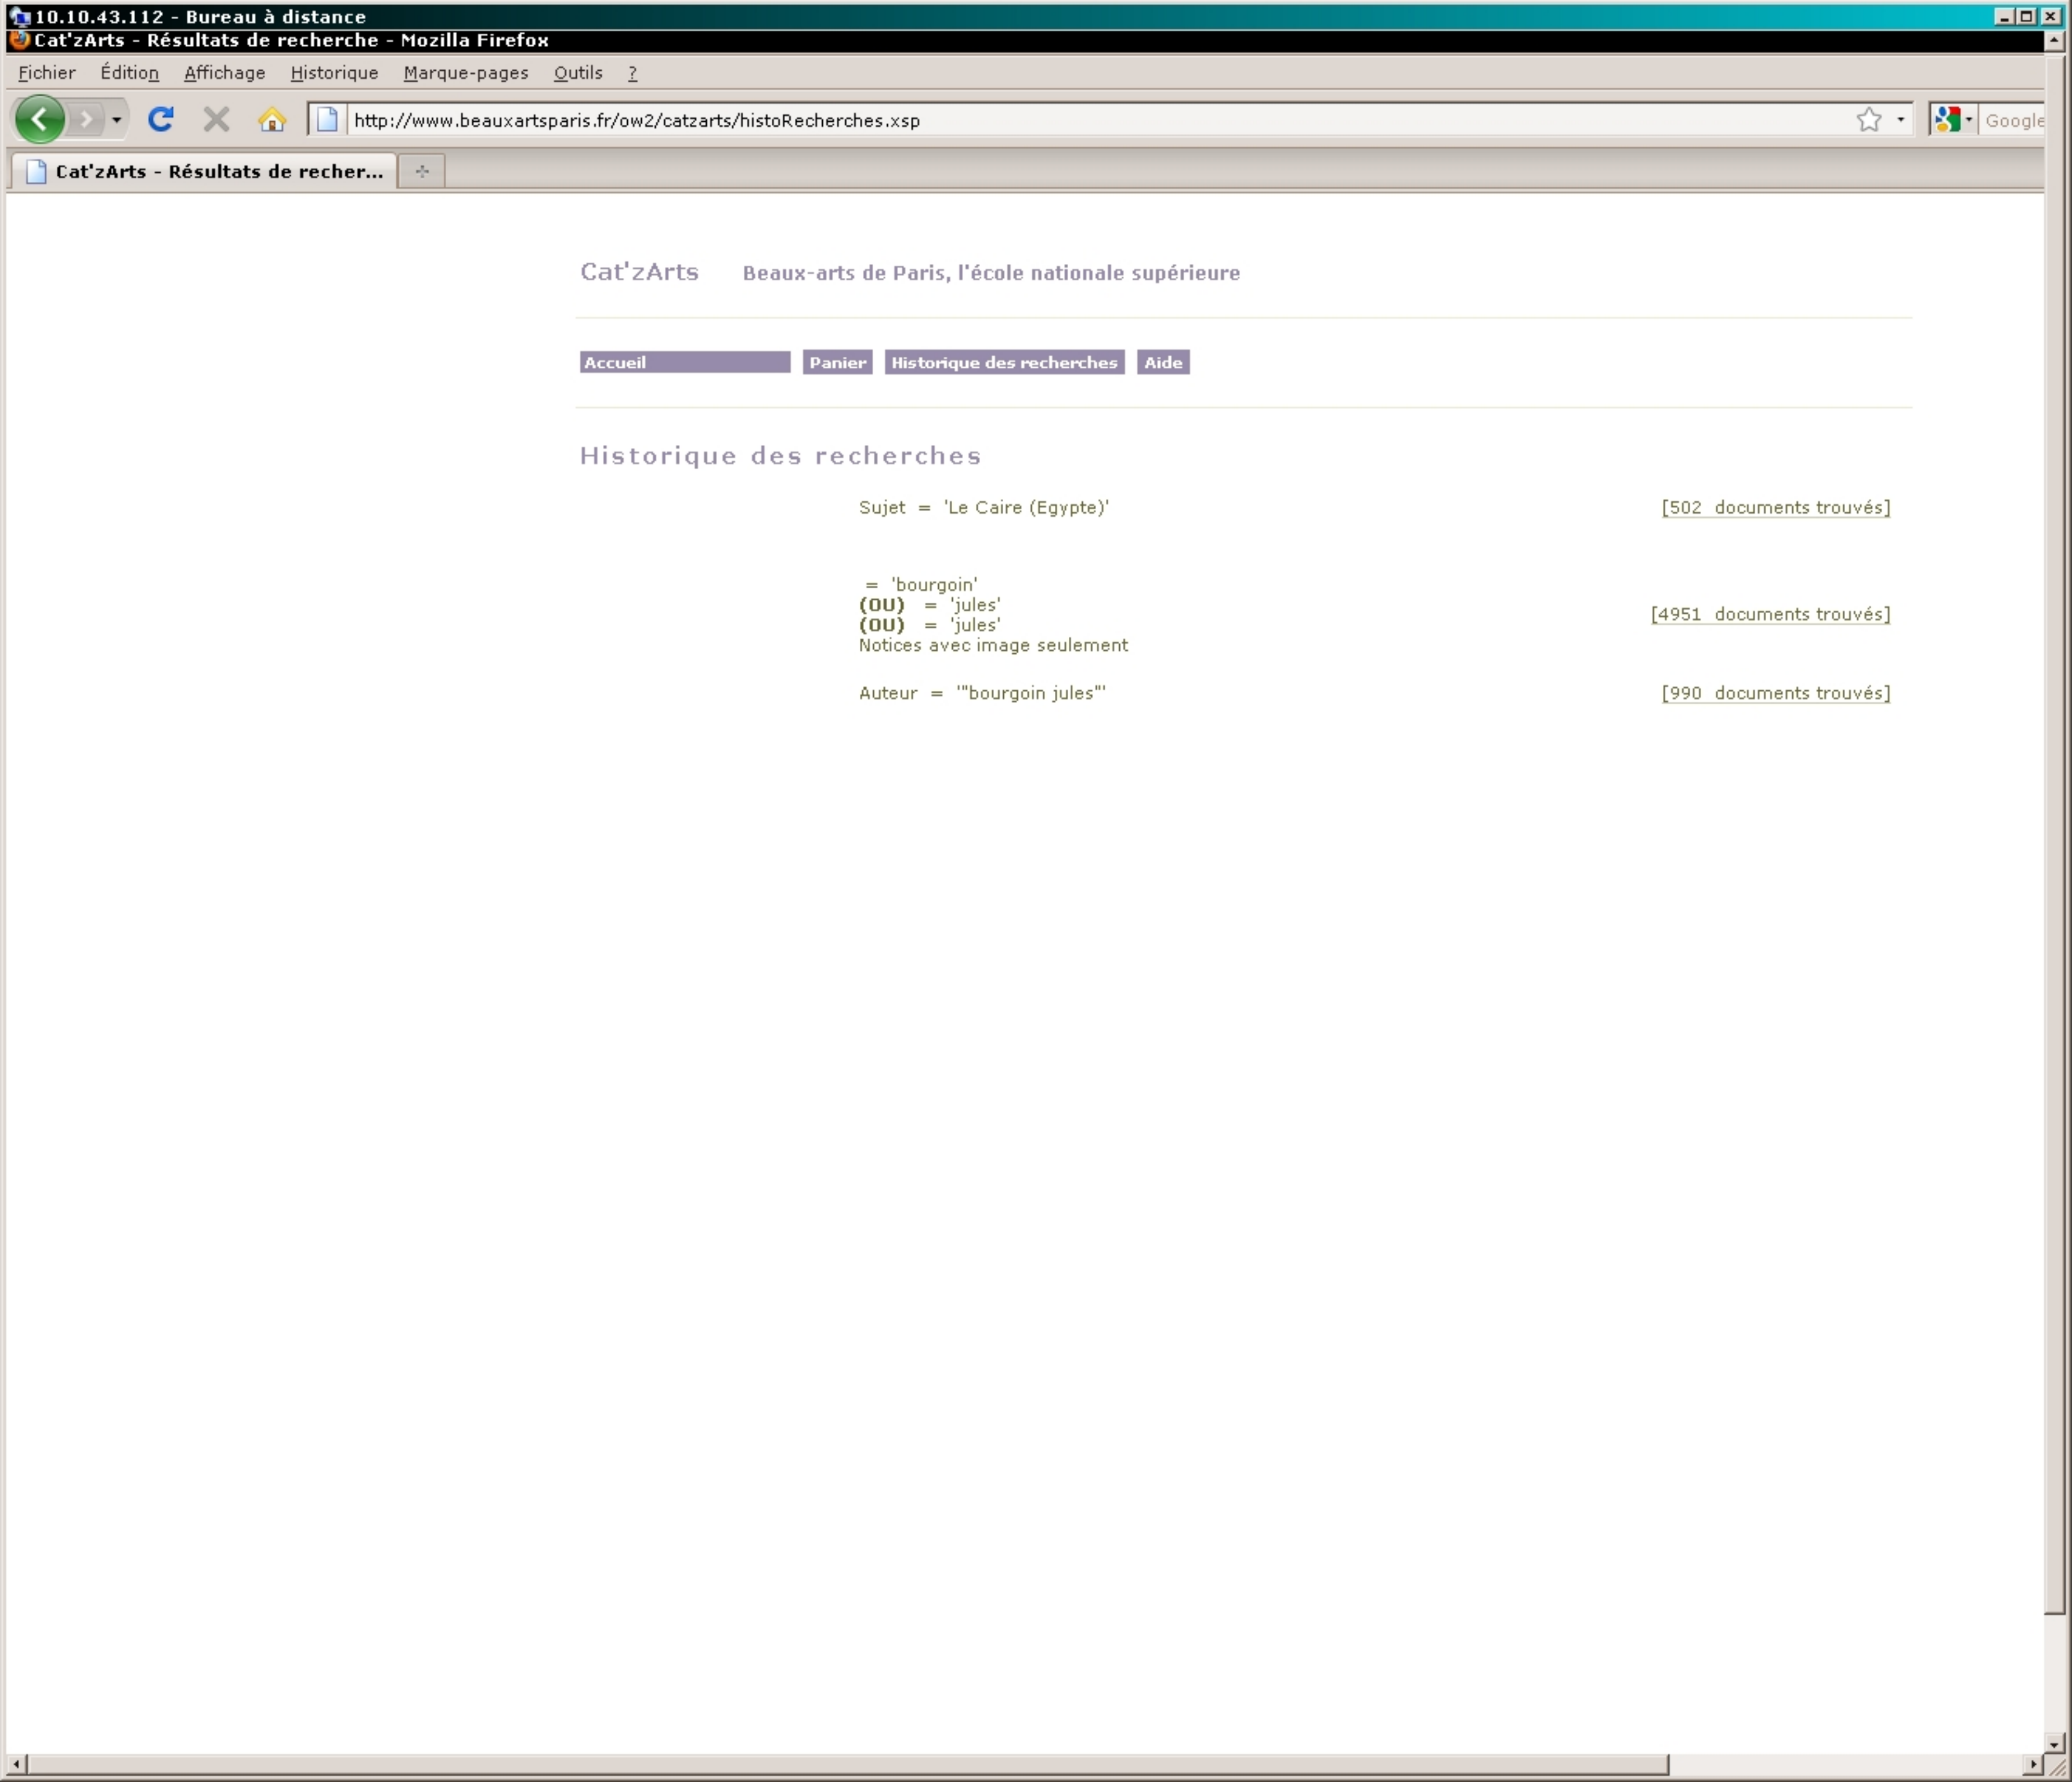 10.10.43.112 - Bureau à distance
Cat'zArts - Résultats de recherche - Mozilla Firefox
Fichier Édition Affichage Historique Marque-pages Outils ?
http://www.beauxartsparis.fr/ow2/catzarts/histoRecherches.xsp Google
Cat'zArts - Résultats de recher...
Cat'zArts Beaux-arts de Paris, l'école nationale supérieure
Accueil Panier Historique des recherches Aide
Historique des recherches
Sujet = 'Le Caire (Egypte)' [502 documents trouvés]
= 'bourgoin'
(OU) = 'jules'
(OU) = 'jules'
[4951 documents trouvés]
Notices avec image seulement
Auteur = '"bourgoin jules"' [990 documents trouvés]